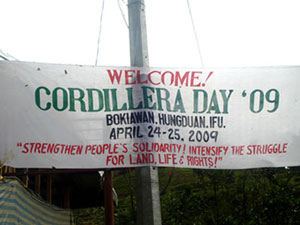 WELCOME!
CORDILLERA DAY '09
BOKIAWAN, HUNGDUAN, IFU.
APRIL 24-25, 2009
"STRENGTHEN PEOPLE'S SOLIDARITY! INTENSIFY THE STRUGGLE
FOR LAND, LIFE & RIGHTS!"